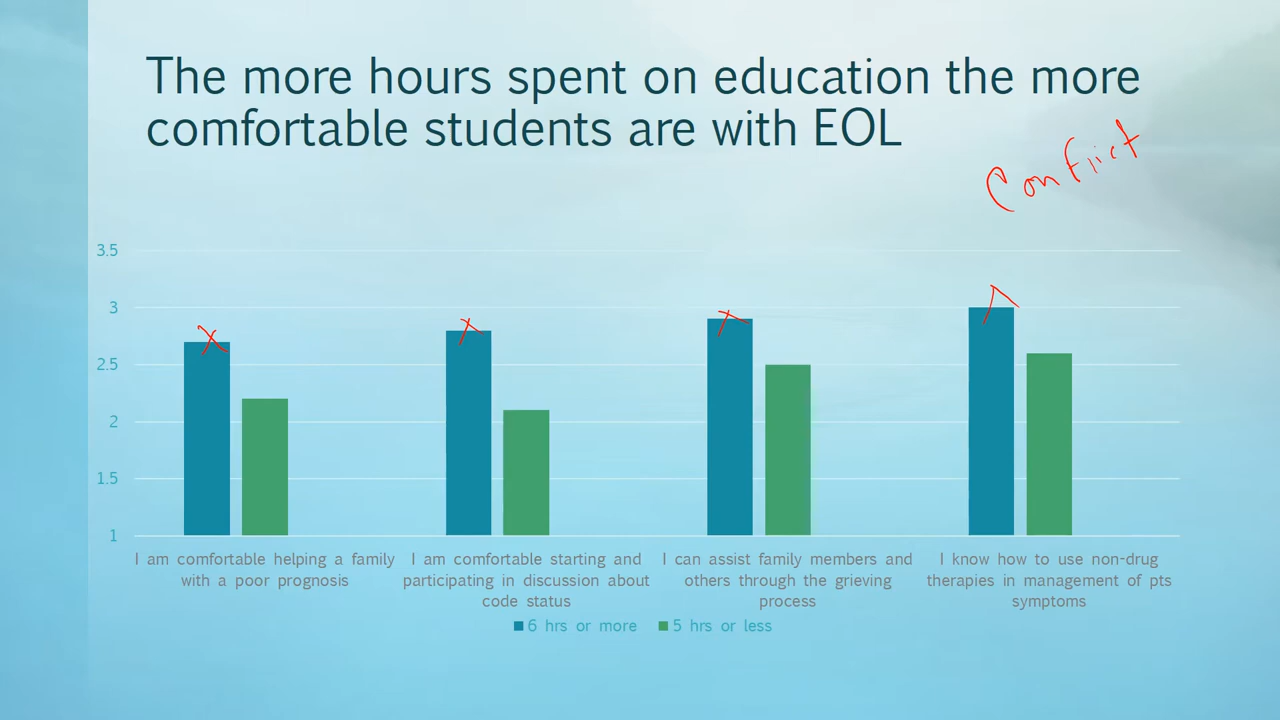 The more hours spent on education the more
comfortable students are with EOL
Conflict
3.5
3
2.5
2
1.5
1
I am comfortable helping a family
with a poor prognosis
I am comfortable starting and
participating in discussion about
code status
I can assist family members and
others through the grieving
process
I know how to use non-drug
therapies in management of pts
symptoms
6 hrs or more
5 hrs or less